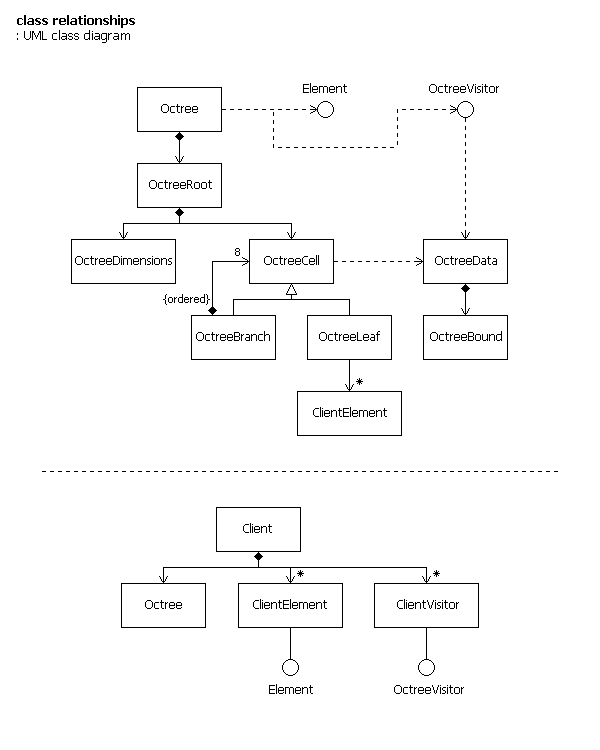 class relationships
: UML class diagram
Element
OctreeVisitor
Octree
OctreeRoot
OctreeDimensions
8
OctreeCell
OctreeData
{ordered}
OctreeBranch
OctreeLeaf
OctreeBound
*
ClientElement
Client
*
*
Octree
ClientElement
ClientVisitor
Element
OctreeVisitor